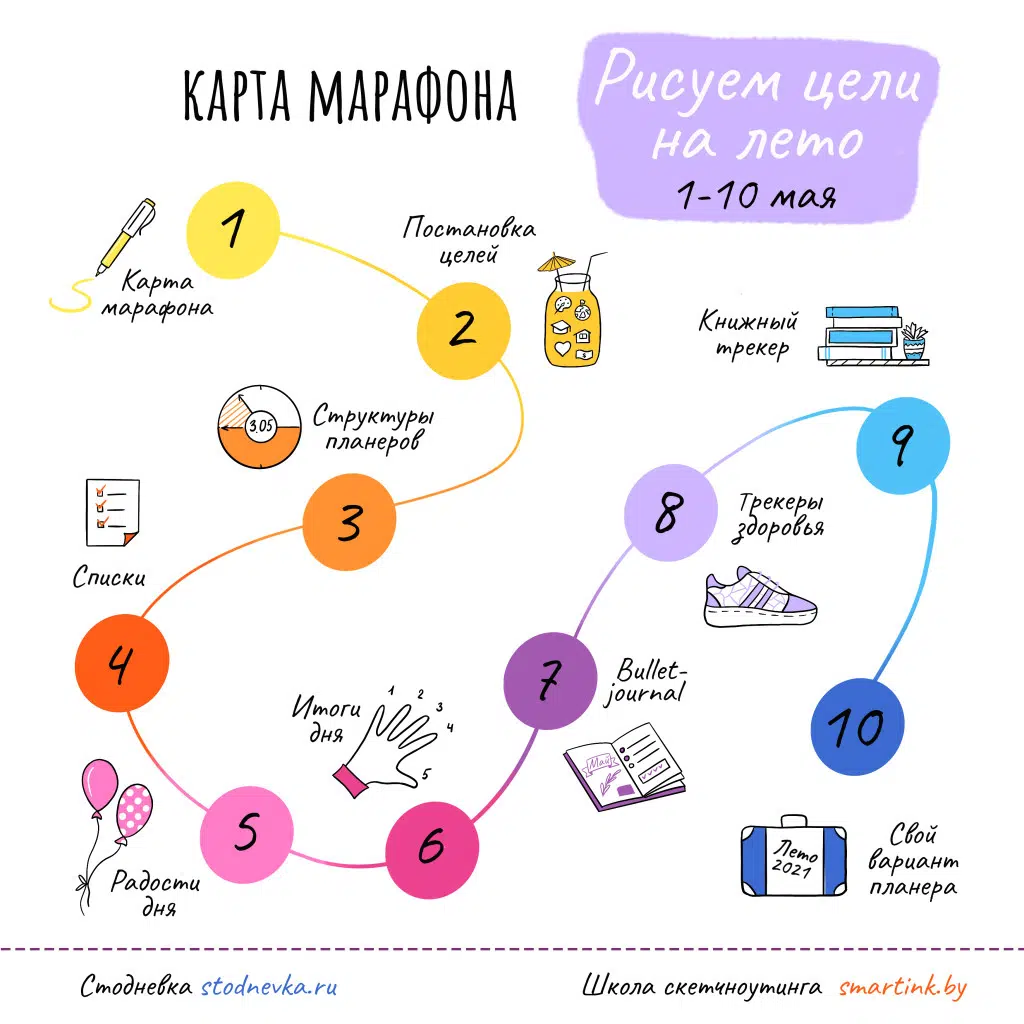 КАРТА МАРАФОНА
Рисуем цели
на лето
1-10 мая
1
Карта
марафона
Постановка
целей
2
Книжный
трекер
3.05
Структуры
планеров
9
8
Трекеры
здоровья
3
Списки
4
7
Bullet-
journal
Май
Итоги
дня
1
2
3
4
5
10
5
6
Радости
дня
Лето
2021
Свой
вариант
планера
Стодневка stodnevka.ru
Школа скетчноутинга smartink.by